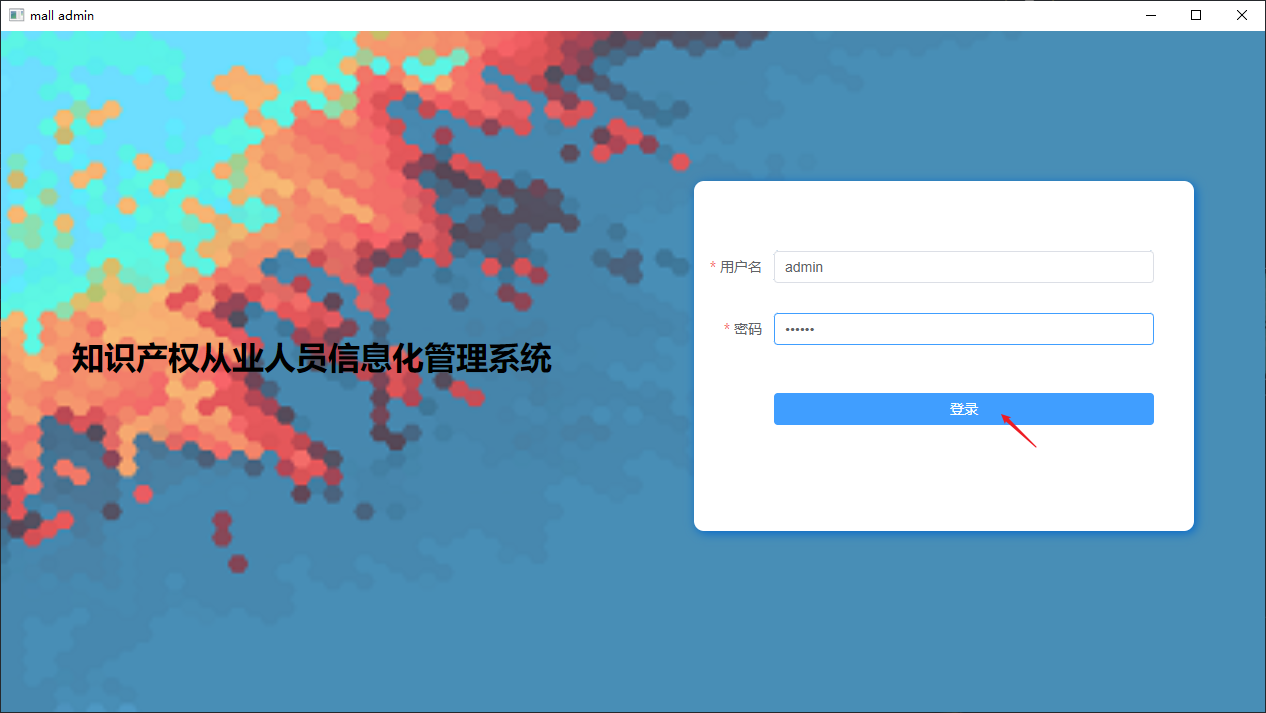 mall admin
知识产权从业人员信息化管理系统
* 用户名 admin
* 密码 ••••••
登录